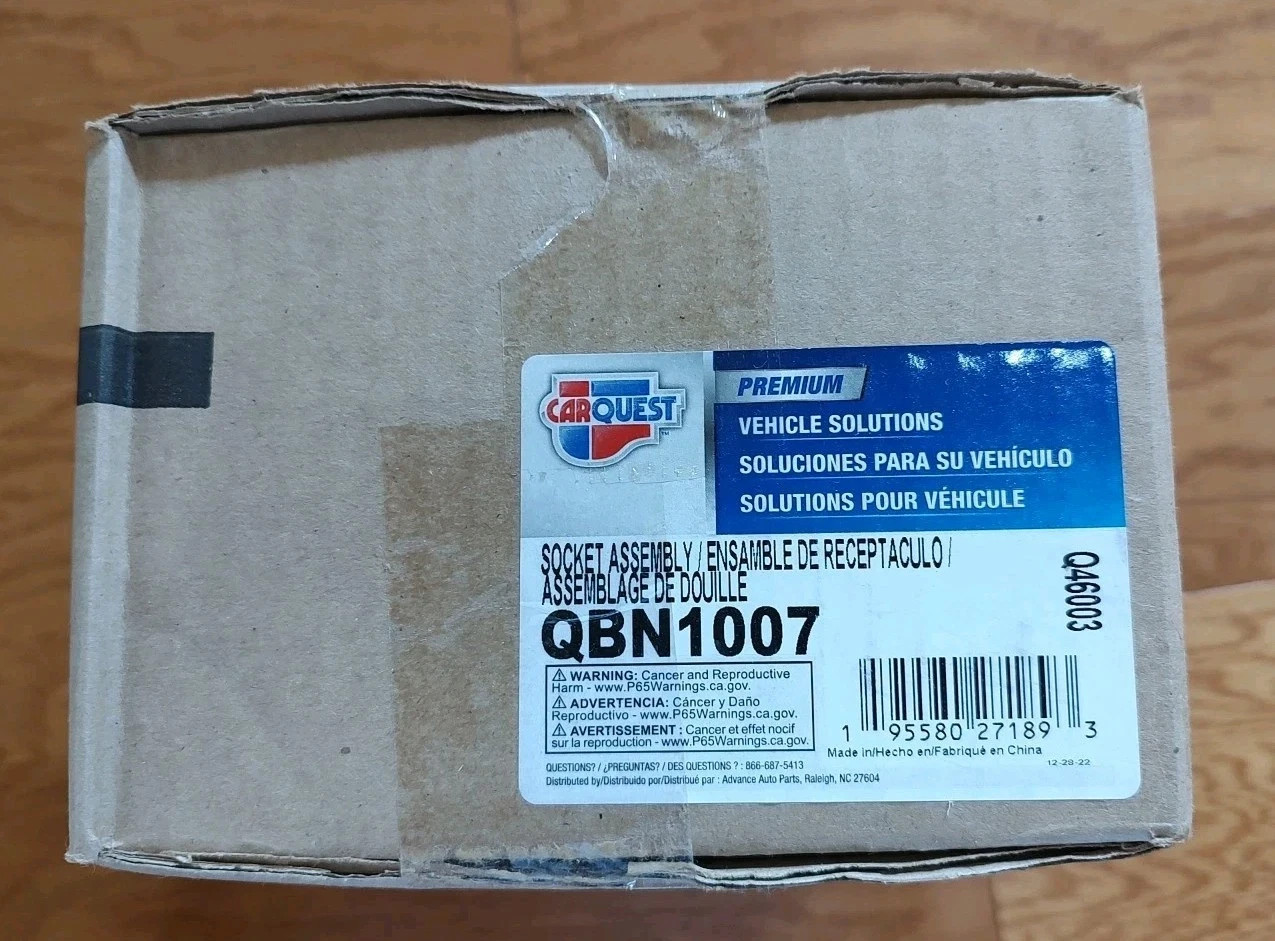 CARQUEST
TM
PREMIUM
VEHICLE SOLUTIONS
SOLUCIONES PARA SU VEHÍCULO
SOLUTIONS POUR VÉHICULE
SOCKET ASSEMBLY / ENSAMBLE DE RECEPTACULO /
ASSEMBLAGE DE DOUILLE
QBN1007
Q46003
⚠ WARNING: Cancer and Reproductive
Harm - www.P65Warnings.ca.gov.
⚠ ADVERTENCIA: Cáncer y Daño
Reproductivo - www.P65Warnings.ca.gov.
⚠ AVERTISSEMENT : Cancer et effet nocif
sur la reproduction - www.P65Warnings.ca.gov.
1 95580 27189 3
Made in/Hecho en/Fabriqué en China
12-28-22
QUESTIONS? / ¿PREGUNTAS? / DES QUESTIONS ? : 866-687-5413
Distributed by/Distribuido por/Distribué par : Advance Auto Parts, Raleigh, NC 27604